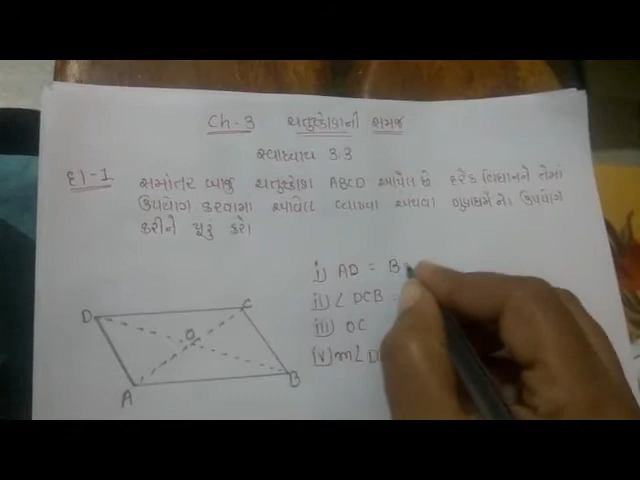 Ch-3 ચતુષ્કોણની સમજ
સ્વાધ્યાય 3.3
દા-1 સમાંતર બાજુ ચતુષ્કોણ ABCD આપેલ છે દરેક વિધાનને તેમાં
ઉપયોગ કરવામા આવેલ વ્યાખ્યા અથવા ગુણધર્મનો ઉપયોગ
કરીને પૂરું કરો
i) AD = B
ii) ∠ DCB =
iii) OC
iv) m∠D
D
C
O
A
B